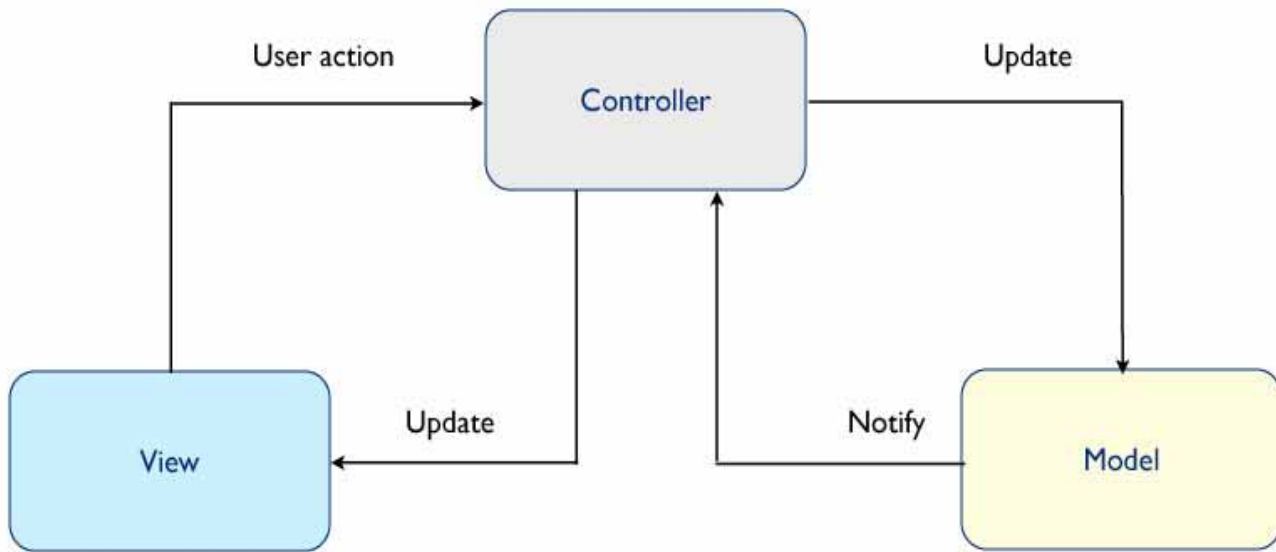 User action
Update
Controller
Update
Notify
View
Model